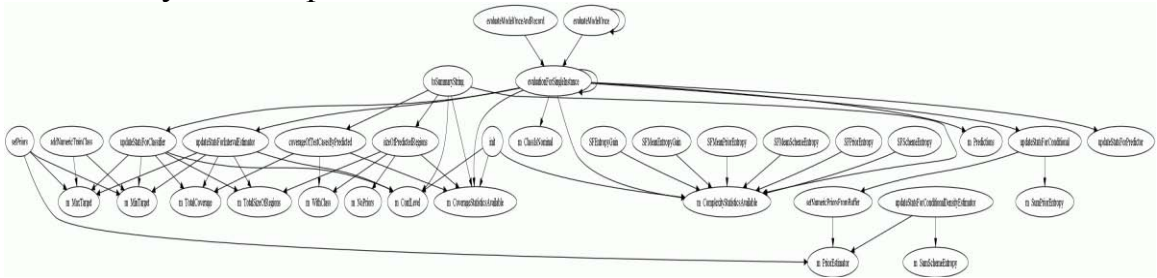 evaluateModelOnceAndRecord evaluateModelOnce
toSummaryString evaluationForSingleInstance
setPriors addNumericTrainClass updateStatsForClassifier updateStatsForIntervalEstimator coverageOfTestCasesByPredicted sizeOfPredictedRegions init m_ClassIsNominal SFEntropyGain SFMeanEntropyGain SFMeanPriorEntropy SFMeanSchemeEntropy SFPriorEntropy SFSchemeEntropy m_Predictions updateStatsForConditional updateStatsForPredictor
m_MaxTarget m_MinTarget m_TotalCoverage m_TotalSizeOfRegions m_WithClass m_NoPriors m_ConfLevel m_CoverageStatisticsAvailable m_ComplexityStatisticsAvailable setNumericPriorsFromBuffer updateStatsForConditionalDensityEstimator m_SumPriorEntropy
m_PriorEstimator m_SumSchemeEntropy